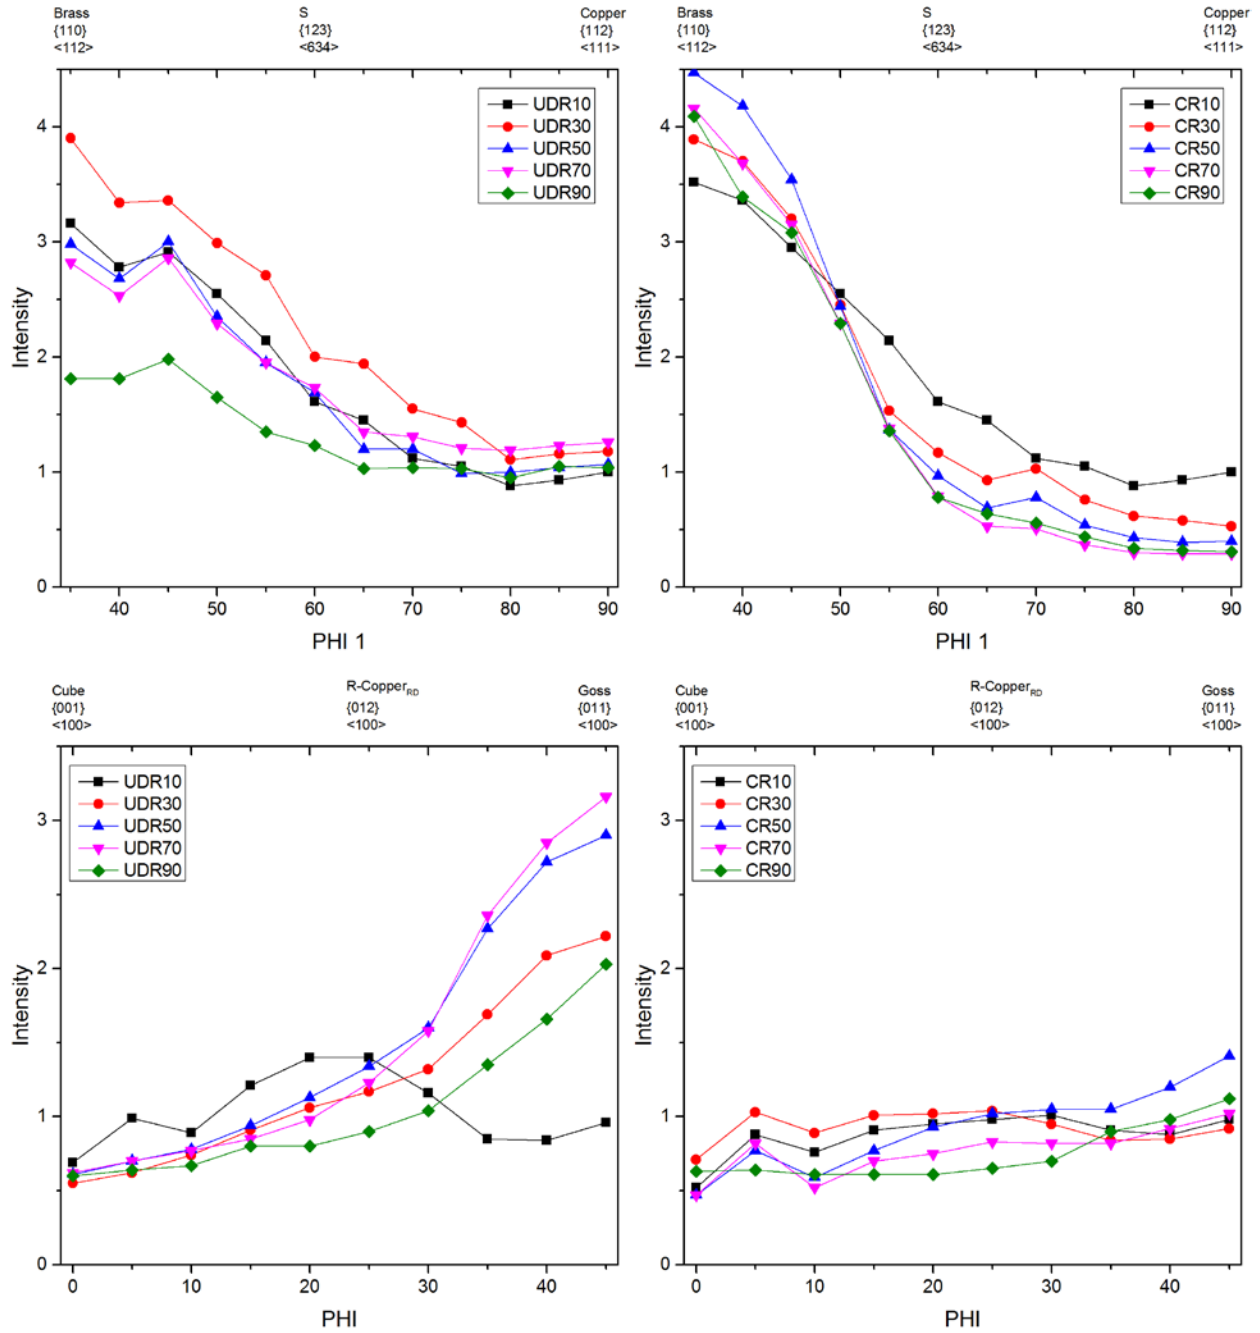 Brass S Copper
{110} {123} {112}
<112> <634> <111>
Intensity
4
3
2
1
0
40 50 60 70 80 90
PHI 1
UDR10
UDR30
UDR50
UDR70
UDR90
Brass S Copper
{110} {123} {112}
<112> <634> <111>
Intensity
4
3
2
1
0
40 50 60 70 80 90
PHI 1
CR10
CR30
CR50
CR70
CR90
Cube R-CopperRD Goss
{001} {012} {011}
<100> <100> <100>
Intensity
3
2
1
0
0 10 20 30 40
PHI
UDR10
UDR30
UDR50
UDR70
UDR90
Cube R-CopperRD Goss
{001} {012} {011}
<100> <100> <100>
Intensity
3
2
1
0
0 10 20 30 40
PHI
CR10
CR30
CR50
CR70
CR90